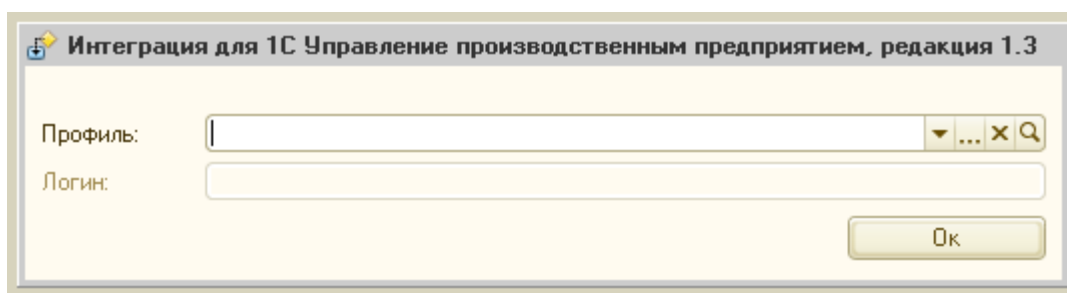 Интеграция для 1С Управление производственным предприятием, редакция 1.3
Профиль:
...
Логин:
Ок